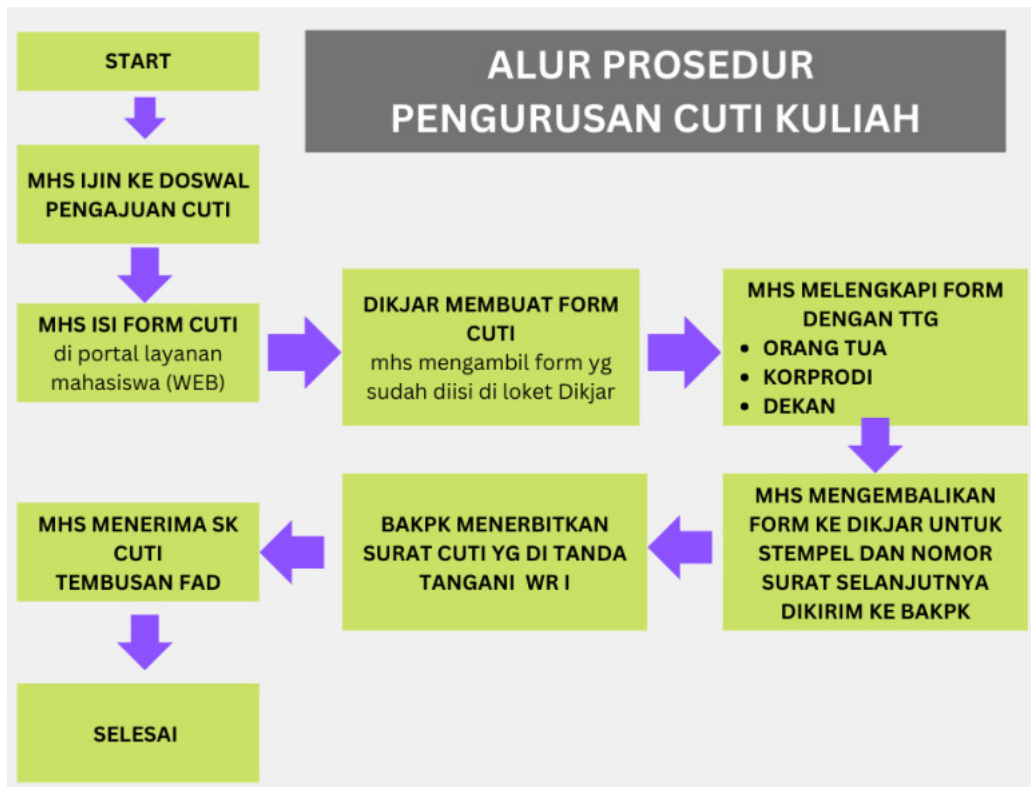 ALUR PROSEDUR
PENGURUSAN CUTI KULIAH
START
MHS IJIN KE DOSWAL
PENGAJUAN CUTI
MHS ISI FORM CUTI
di portal layanan
mahasiswa (WEB)
DIKJAR MEMBUAT FORM
CUTI
mhs mengambil form yg
sudah diisi di loket Dikjar
MHS MELENGKAPI FORM
DENGAN TTG
• ORANG TUA
• KORPRODI
• DEKAN
MHS MENGEMBALIKAN
FORM KE DIKJAR UNTUK
STEMPEL DAN NOMOR
SURAT SELANJUTNYA
DIKIRIM KE BAKPK
BAKPK MENERBITKAN
SURAT CUTI YG DI TANDA
TANGANI WR I
MHS MENERIMA SK
CUTI
TEMBUSAN FAD
SELESAI